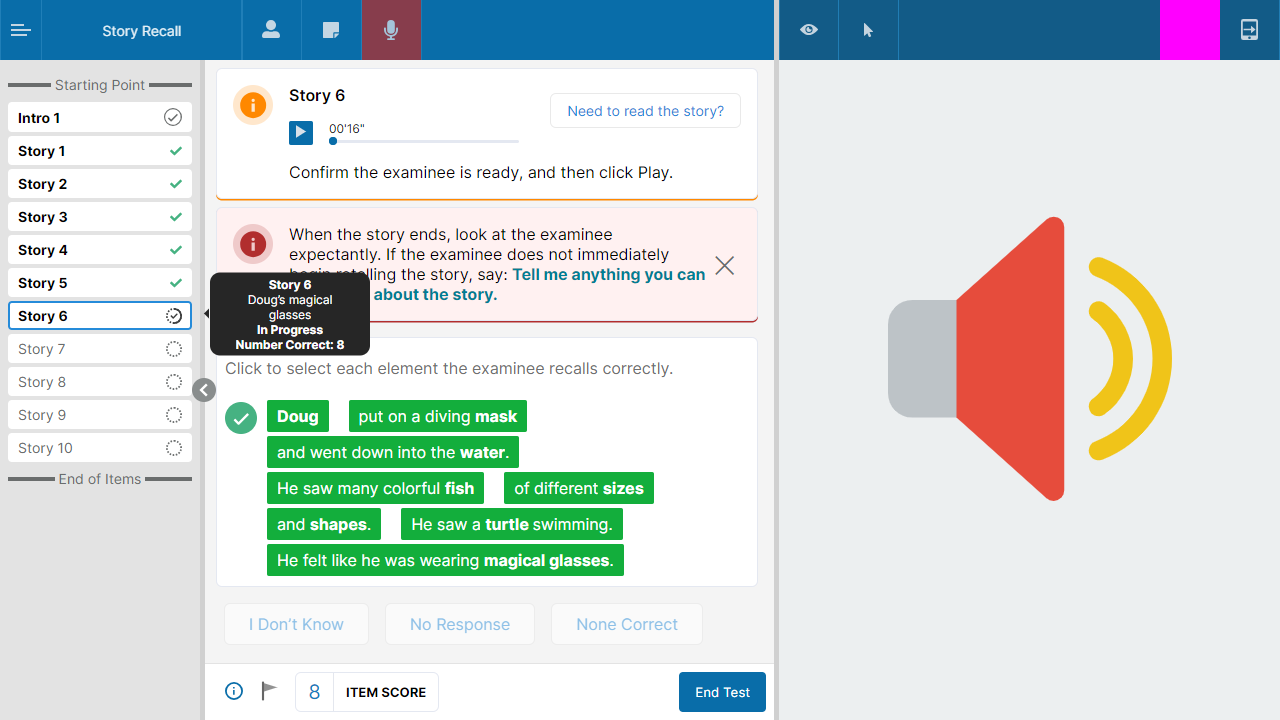 Story Recall
Starting Point
Intro 1
Story 1
Story 2
Story 3
Story 4
Story 5
Story 6
Story 7
Story 8
Story 9
Story 10
End of Items
Story 6
00'16"
Need to read the story?
Confirm the examinee is ready, and then click Play.
When the story ends, look at the examinee
expectantly. If the examinee does not immediately
retelling the story, say: Tell me anything you can
about the story.
Story 6
Doug's magical
glasses
In Progress
Number Correct: 8
Click to select each element the examinee recalls correctly.
Doug put on a diving mask
and went down into the water.
He saw many colorful fish of different sizes
and shapes. He saw a turtle swimming.
He felt like he was wearing magical glasses.
I Don't Know No Response None Correct
8 ITEM SCORE End Test